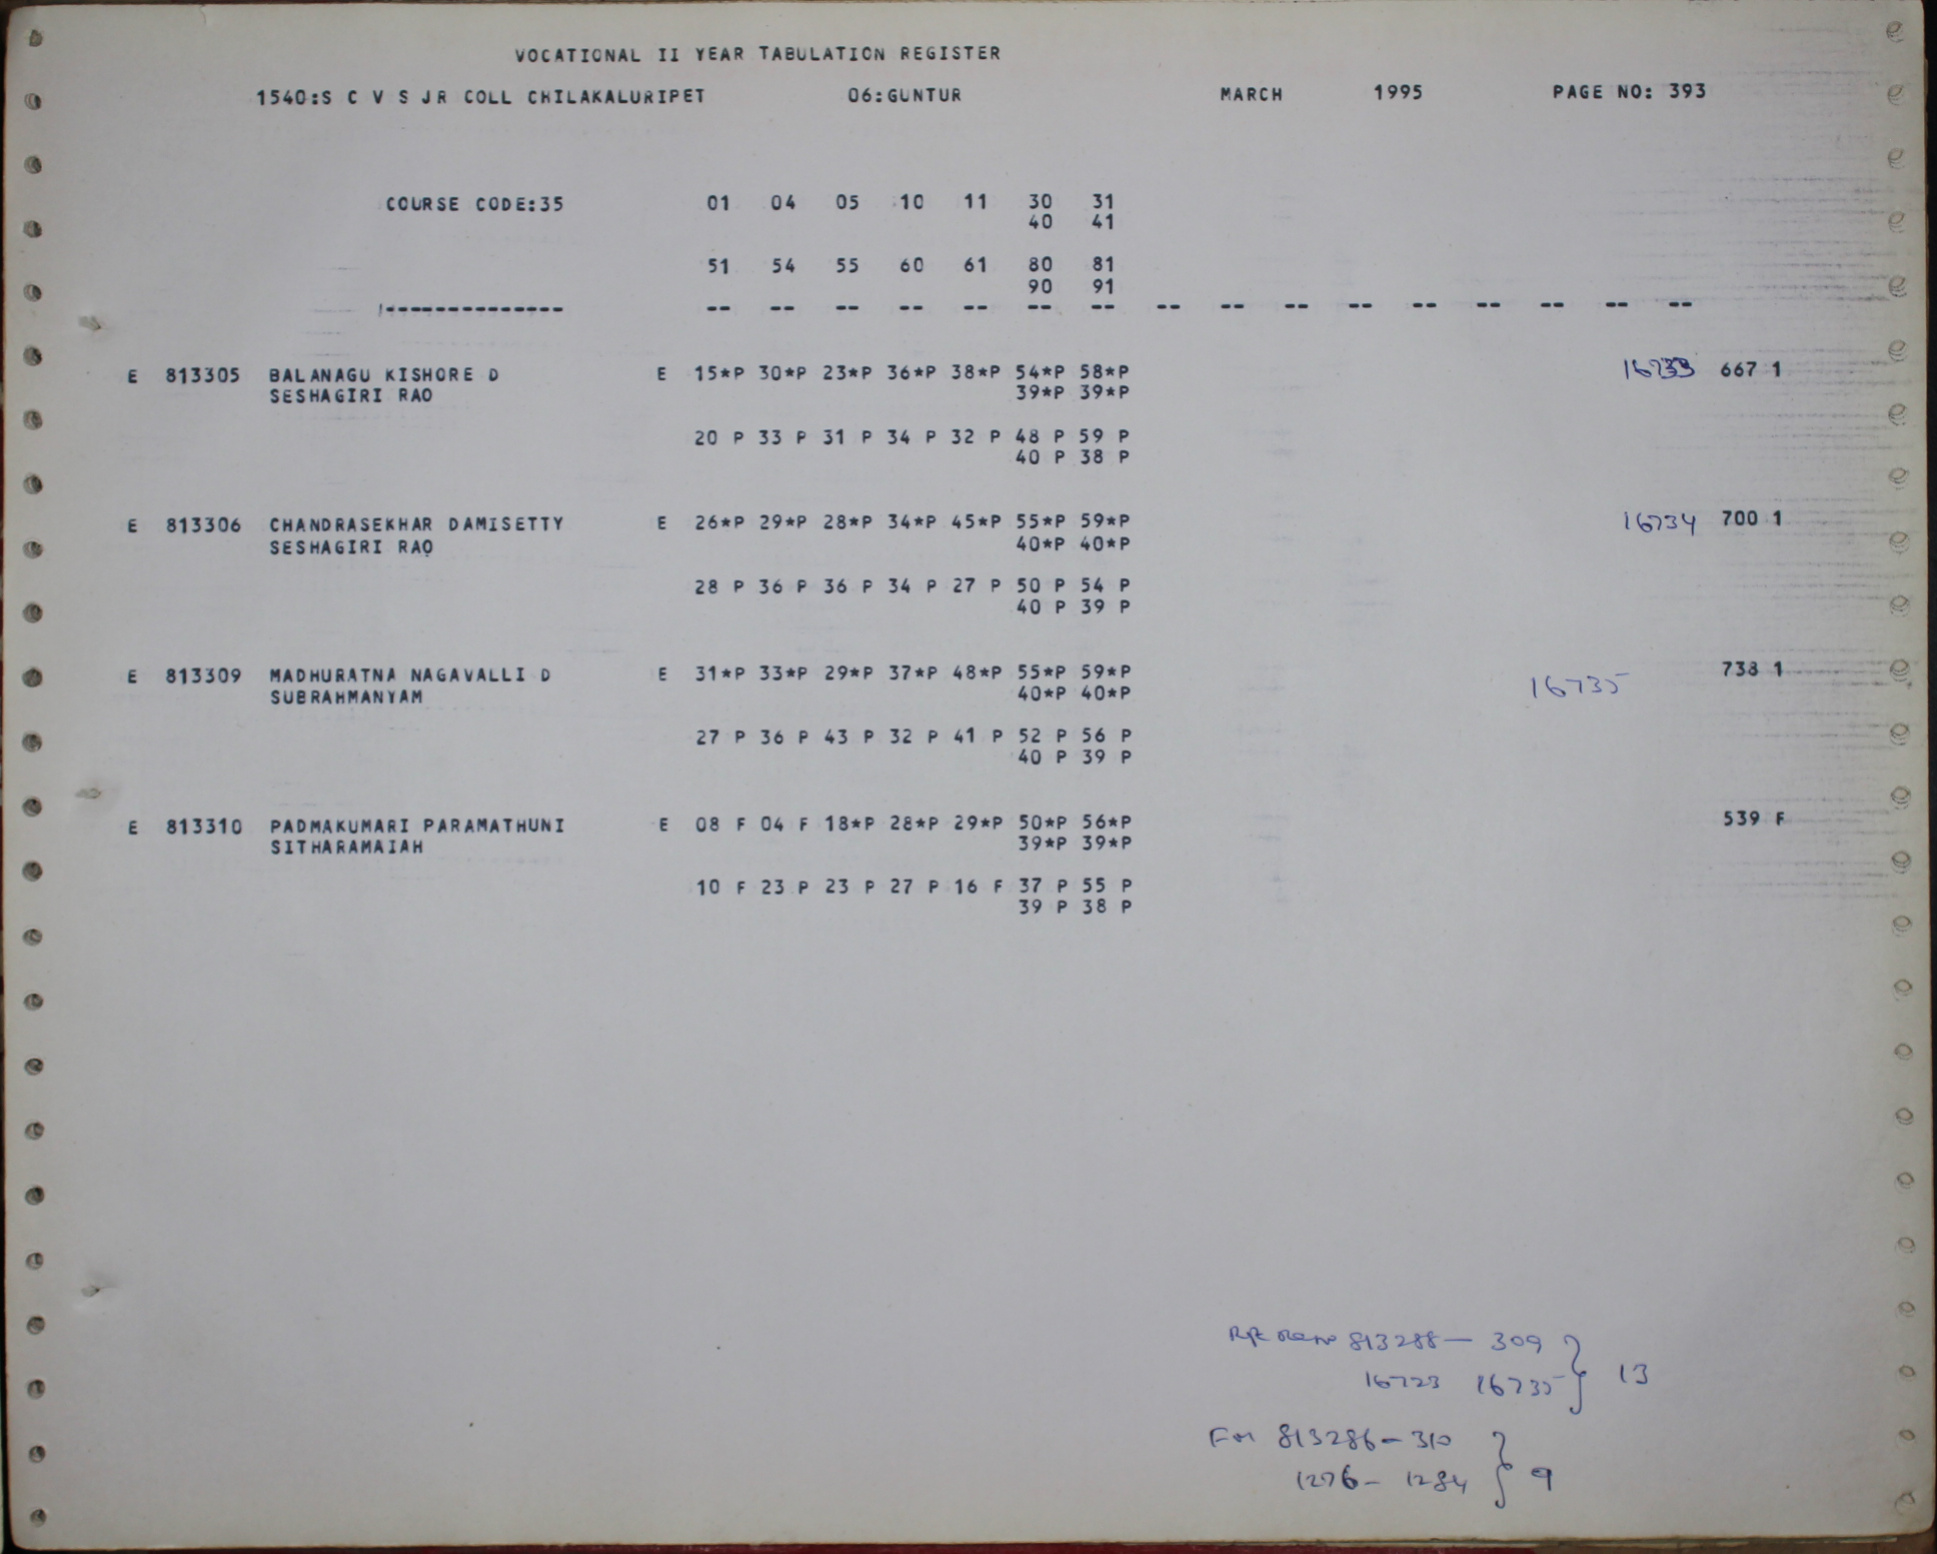 VOCATIONAL II YEAR TABULATION REGISTER
1540:S C V S JR COLL CHILAKALURIPET 06:GUNTUR MARCH 1995 PAGE NO: 393
COURSE CODE:35 01 04 05 10 11 30 31
40 41
51 54 55 60 61 80 81
90 91
!-------------- -- -- -- -- -- -- -- -- -- -- -- -- -- -- -- --
E 813305 BALANAGU KISHORE D E 15*P 30*P 23*P 36*P 38*P 54*P 58*P 16733 667 1
SESHAGIRI RAO 39*P 39*P
20 P 33 P 31 P 34 P 32 P 48 P 59 P
40 P 38 P
E 813306 CHANDRASEKHAR DAMISETTY E 26*P 29*P 28*P 34*P 45*P 55*P 59*P 16734 700 1
SESHAGIRI RAO 40*P 40*P
28 P 36 P 36 P 34 P 27 P 50 P 54 P
40 P 39 P
E 813309 MADHURATNA NAGAVALLI D E 31*P 33*P 29*P 37*P 48*P 55*P 59*P 16735 738 1
SUBRAHMANYAM 40*P 40*P
27 P 36 P 43 P 32 P 41 P 52 P 56 P
40 P 39 P
E 813310 PADMAKUMARI PARAMATHUNI E 08 F 04 F 18*P 28*P 29*P 50*P 56*P 539 F
SITHARAMAIAH 39*P 39*P
10 F 23 P 23 P 27 P 16 F 37 P 55 P
39 P 38 P
813288 — 309
16723 16735 } 13
813286 - 310
1276 - 1284 } 9